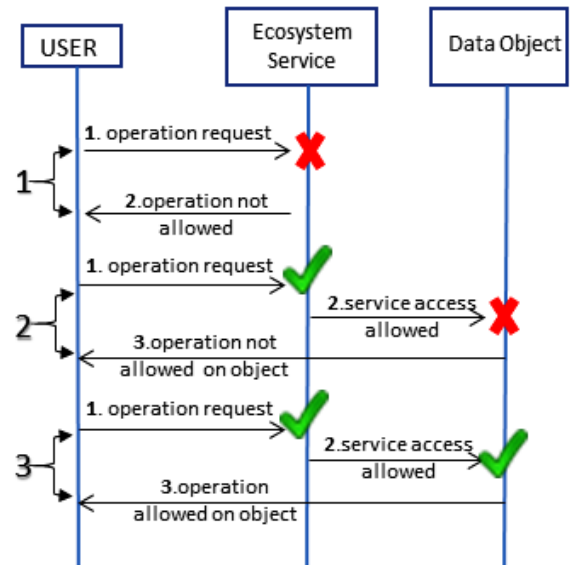 USER
Ecosystem
Service
Data Object
1
1. operation request
2.operation not
allowed
2
1. operation request
2.service access
allowed
3.operation not
allowed on object
3
1. operation request
2.service access
allowed
3.operation
allowed on object